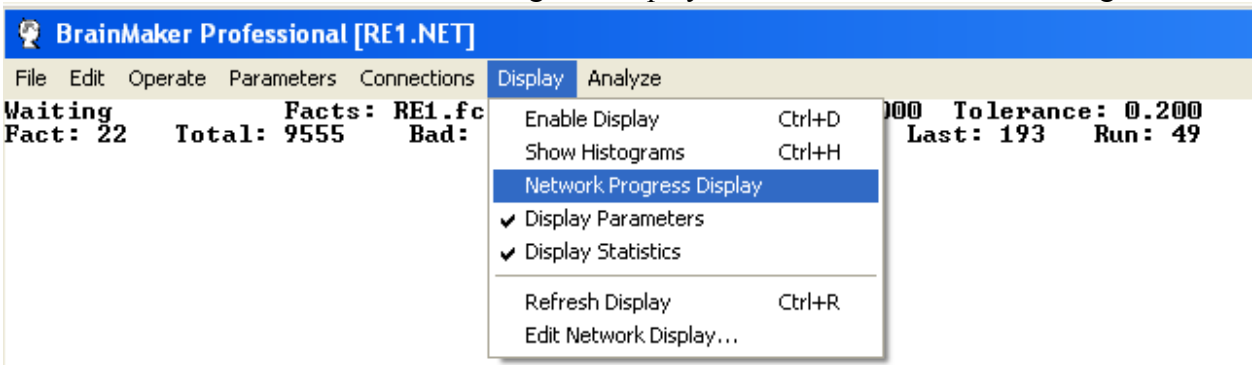 BrainMaker Professional [RE1.NET]
File Edit Operate Parameters Connections Display Analyze
Waiting Facts: RE1.fc 000 Tolerance: 0.200
Fact: 22 Total: 9555 Bad: Last: 193 Run: 49
Enable Display Ctrl+D
Show Histograms Ctrl+H
Network Progress Display
Display Parameters
Display Statistics
Refresh Display Ctrl+R
Edit Network Display...